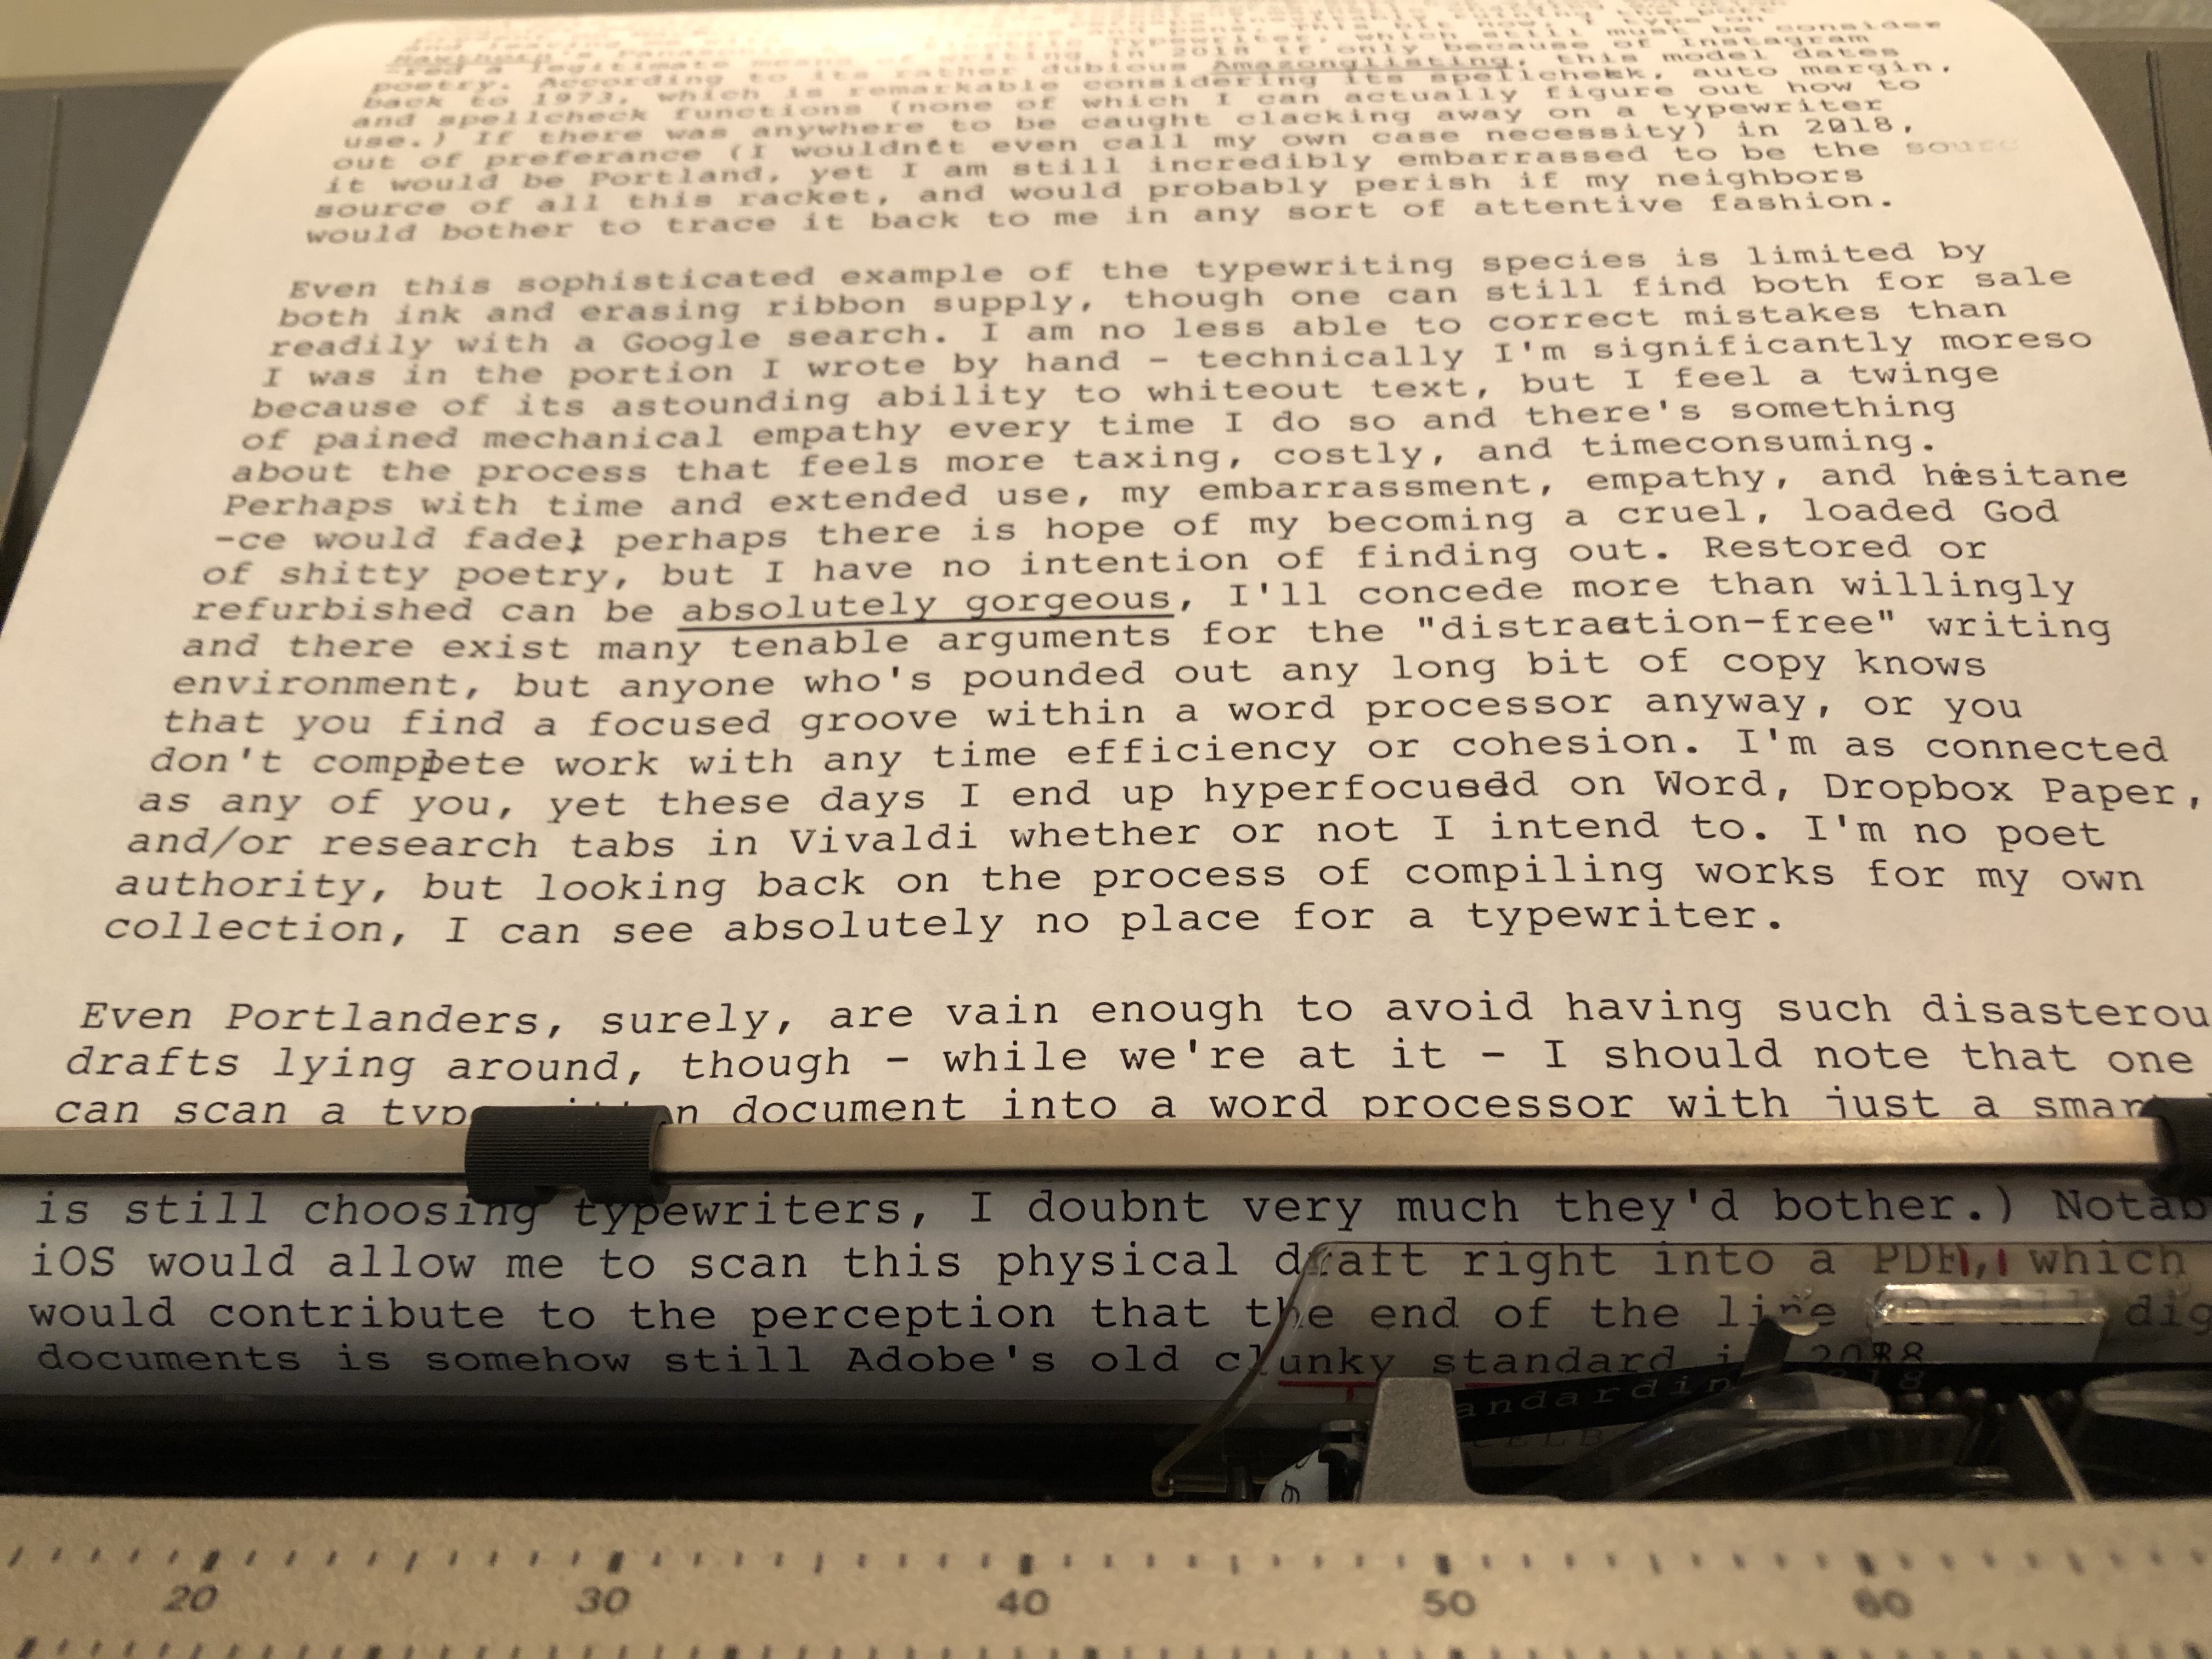 typewriter, which still must be conside
-red a legitimate means of writing in 2018 if only because of Instagram
poetry. According to its rather dubious Amazonglisting, this model dates
back to 1973, which is remarkable considering its spellcheck, auto margin,
and spellcheck functions (none of which I can actually figure out how to
use.) If there was anywhere to be caught clacking away on a typewriter
out of preferance (I wouldn't even call my own case necessity) in 2018,
it would be Portland, yet I am still incredibly embarrassed to be the sourc
source of all this racket, and would probably perish if my neighbors
would bother to trace it back to me in any sort of attentive fashion.
Even this sophisticated example of the typewriting species is limited by
both ink and erasing ribbon supply, though one can still find both for sale
readily with a Google search. I am no less able to correct mistakes than
I was in the portion I wrote by hand - technically I'm significantly moreso
because of its astounding ability to whiteout text, but I feel a twinge
of pained mechanical empathy every time I do so and there's something
about the process that feels more taxing, costly, and timeconsuming.
Perhaps with time and extended use, my embarrassment, empathy, and hesitane
-ce would fade; perhaps there is hope of my becoming a cruel, loaded God
of shitty poetry, but I have no intention of finding out. Restored or
refurbished can be absolutely gorgeous, I'll concede more than willingly
and there exist many tenable arguments for the "distraction-free" writing
environment, but anyone who's pounded out any long bit of copy knows
that you find a focused groove within a word processor anyway, or you
don't comppete work with any time efficiency or cohesion. I'm as connected
as any of you, yet these days I end up hyperfocusedd on Word, Dropbox Paper,
and/or research tabs in Vivaldi whether or not I intend to. I'm no poet
authority, but looking back on the process of compiling works for my own
collection, I can see absolutely no place for a typewriter.
Even Portlanders, surely, are vain enough to avoid having such disasterou
drafts lying around, though - while we're at it - I should note that one
can scan a typewritten document into a word processor with just a smar
is still choosing typewriters, I doubnt very much they'd bother.) Notab
iOS would allow me to scan this physical draft right into a PDF, which
would contribute to the perception that the end of the line for all dig
documents is somehow still Adobe's old clunky standard in 2018
20 30 40 50 60